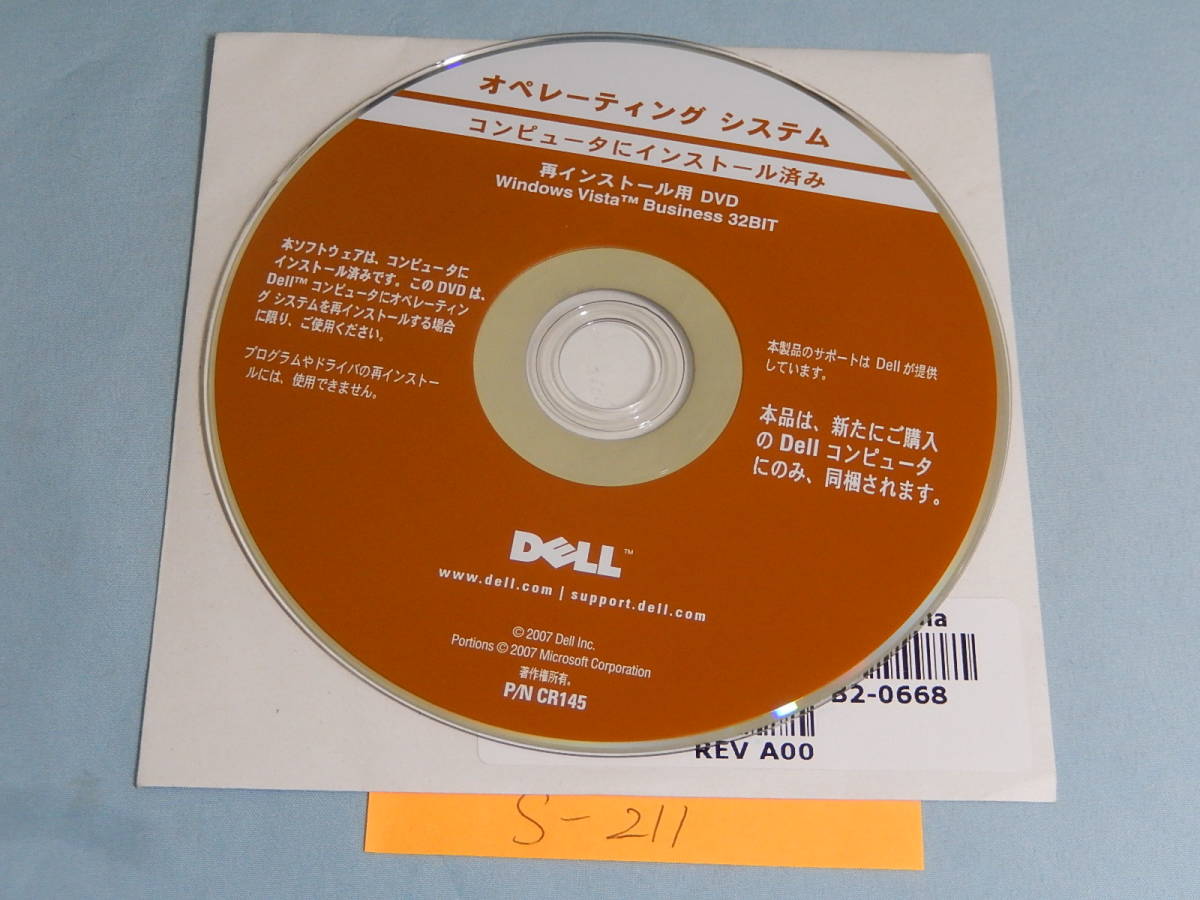 オペレーティング システム
コンピュータにインストール済み
再インストール用 DVD
Windows Vista™ Business 32BIT
本ソフトウェアは、コンピュータに
インストール済みです。この DVD は、
Dell™ コンピュータにオペレーティン
グ システムを再インストールする場合
に限り、ご使用ください。
プログラムやドライバの再インストー
ルには、使用できません。
本製品のサポートは Dell が提供
しています。
本品は、新たにご購入
の Dell コンピュータ
にのみ、同梱されます。
DELL™
www.dell.com | support.dell.com
© 2007 Dell Inc.
Portions © 2007 Microsoft Corporation
著作権所有。
P/N CR145
B2-0668
REV A00
S-211